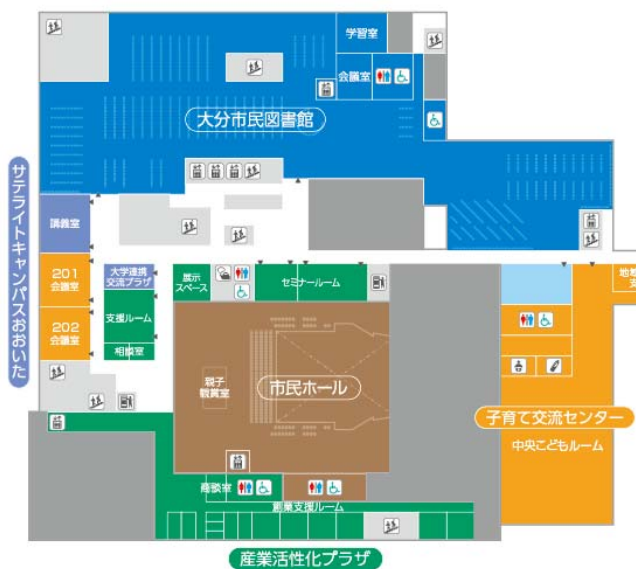 学習室
会議室
大分市民図書館
サテライトキャンパスおおいた
講義室
201
会議室
202
会議室
大学連携
交流プラザ
支援ルーム
相談室
展示
スペース
セミナールーム
親子
観賞室
市民ホール
子育て交流センター
中央こどもルーム
商談室
創業支援ルーム
産業活性化プラザ